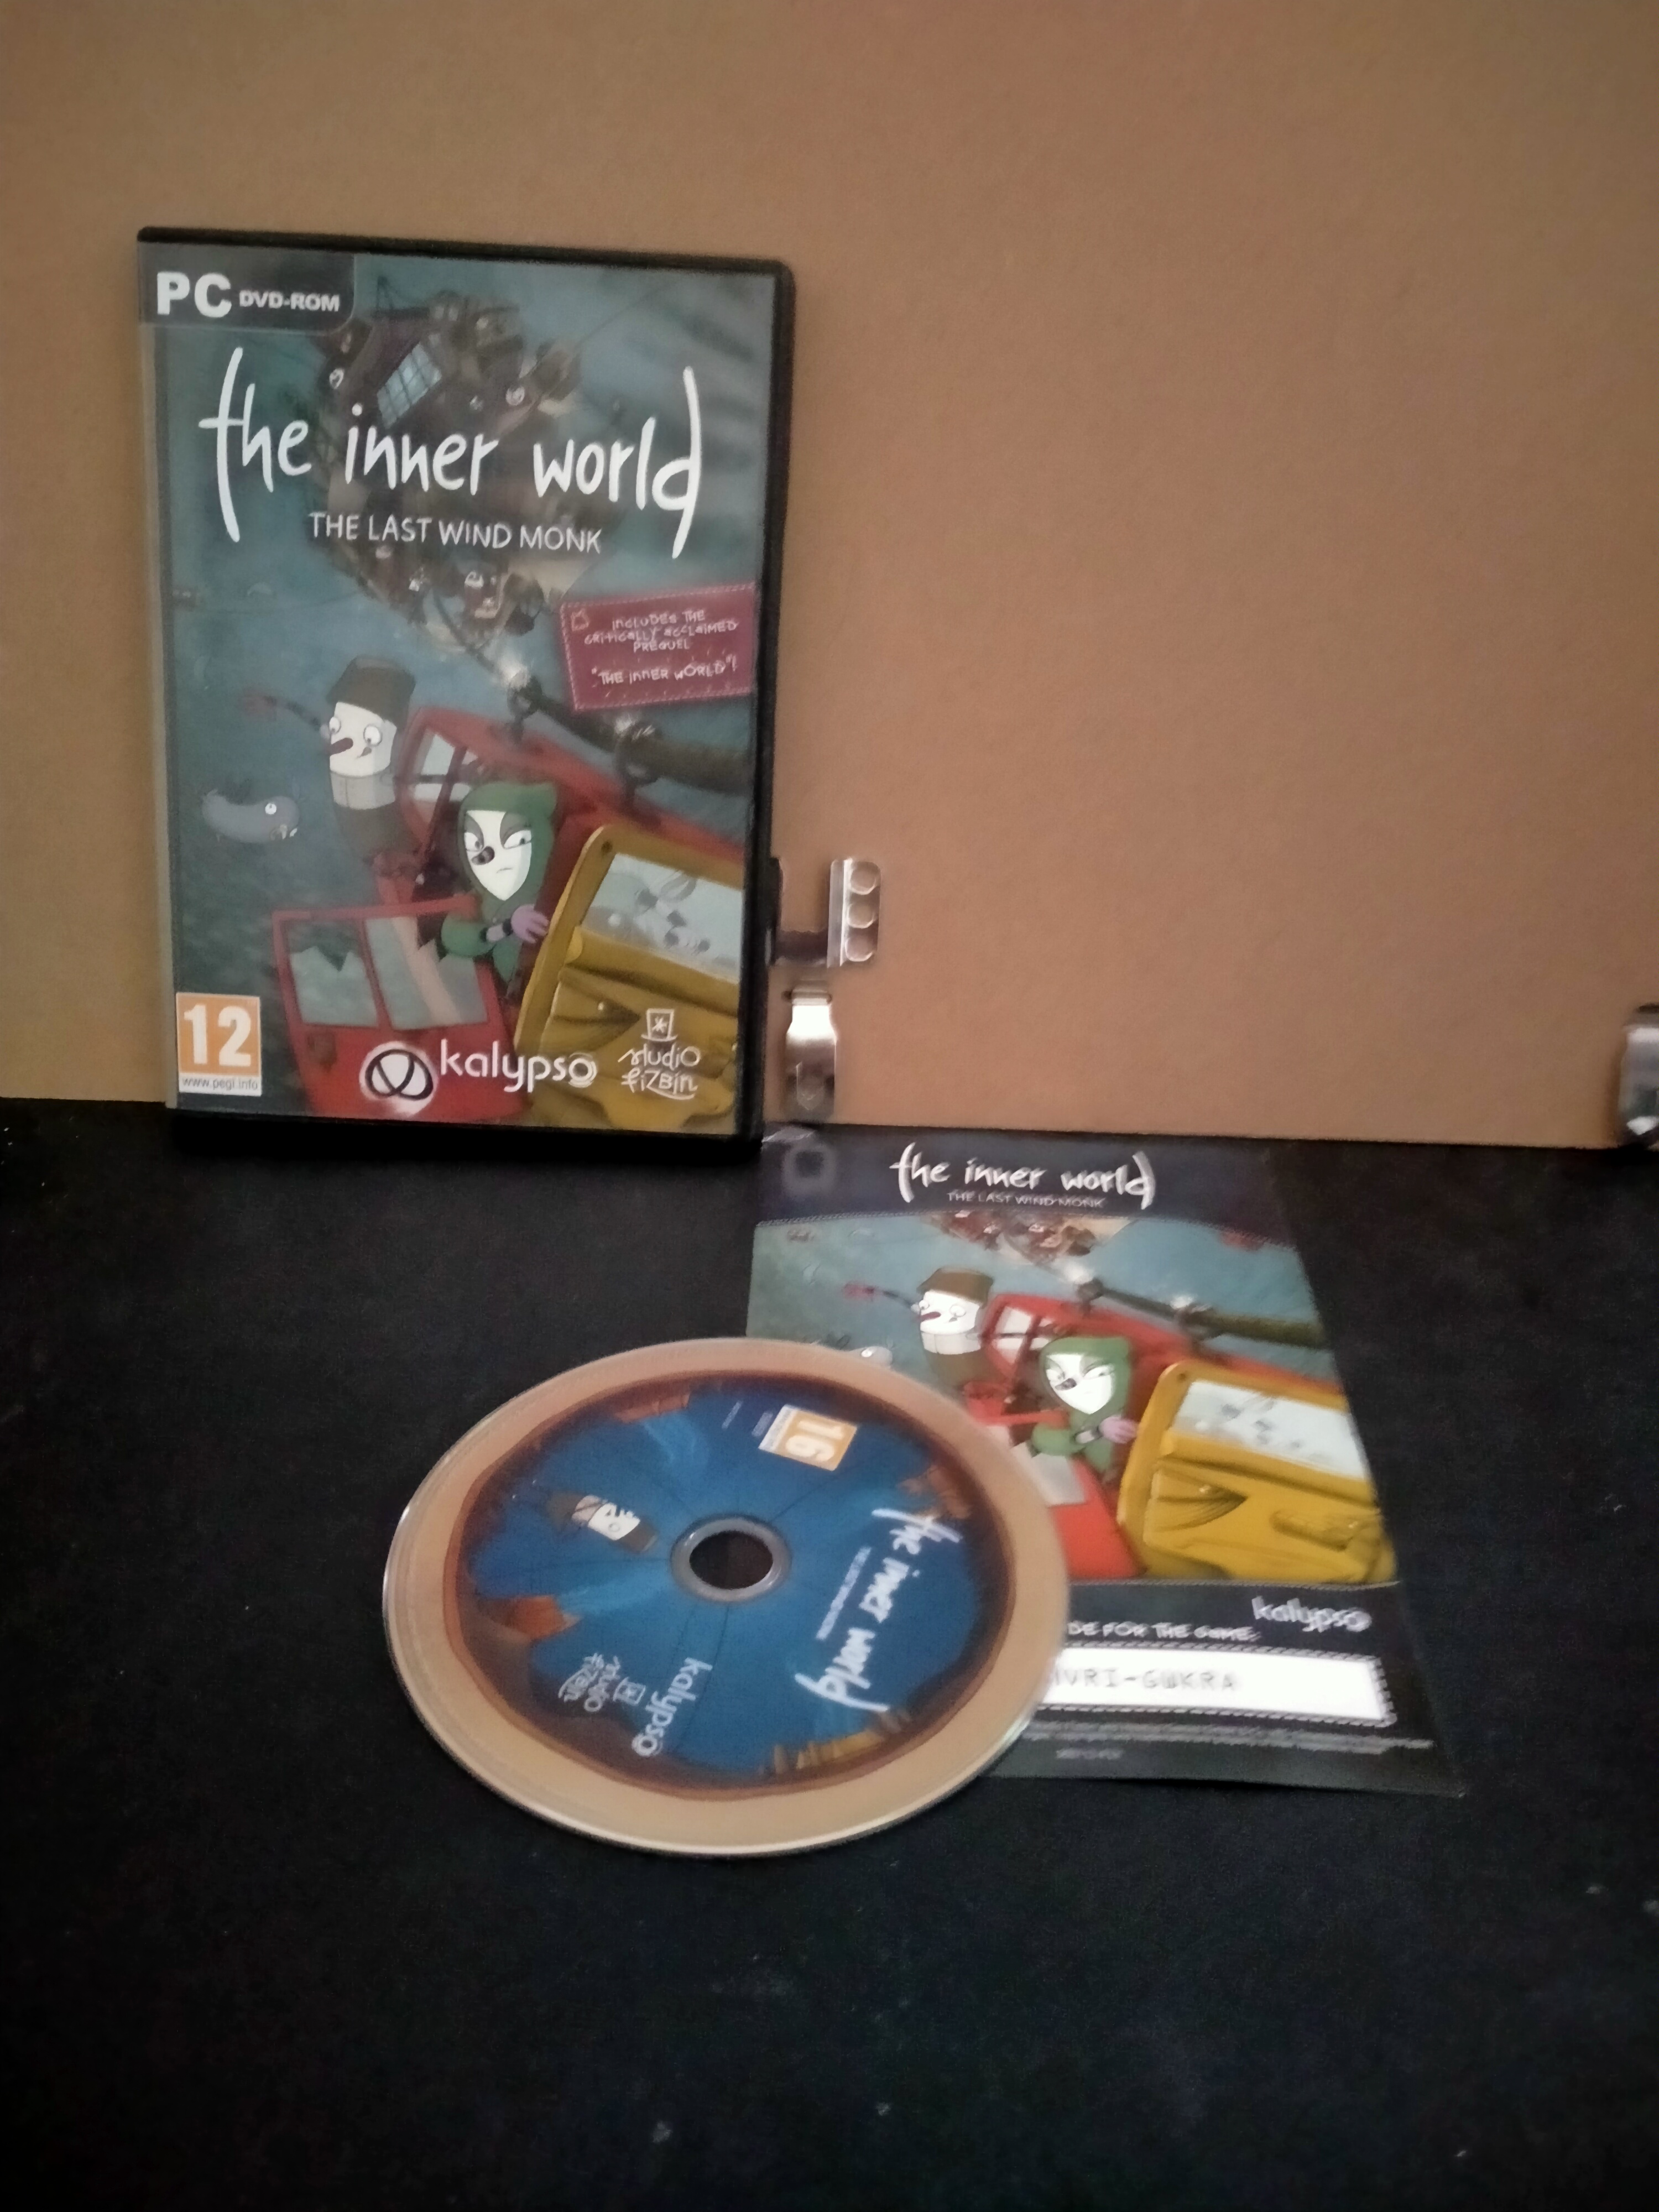 PC DVD-ROM
the inner world
THE LAST WIND MONK
INCLUDES THE
CRITICALLY ACCLAIMED
PREQUEL
"THE INNER WORLD"!
12
www.pegi.info
kalypso
studio
fizbin
the inner world
THE LAST WIND MONK
kalypso
DE FOR THE GAME:
VRI-GWKRA
16
the inner world
kalypso
studio
fizbin